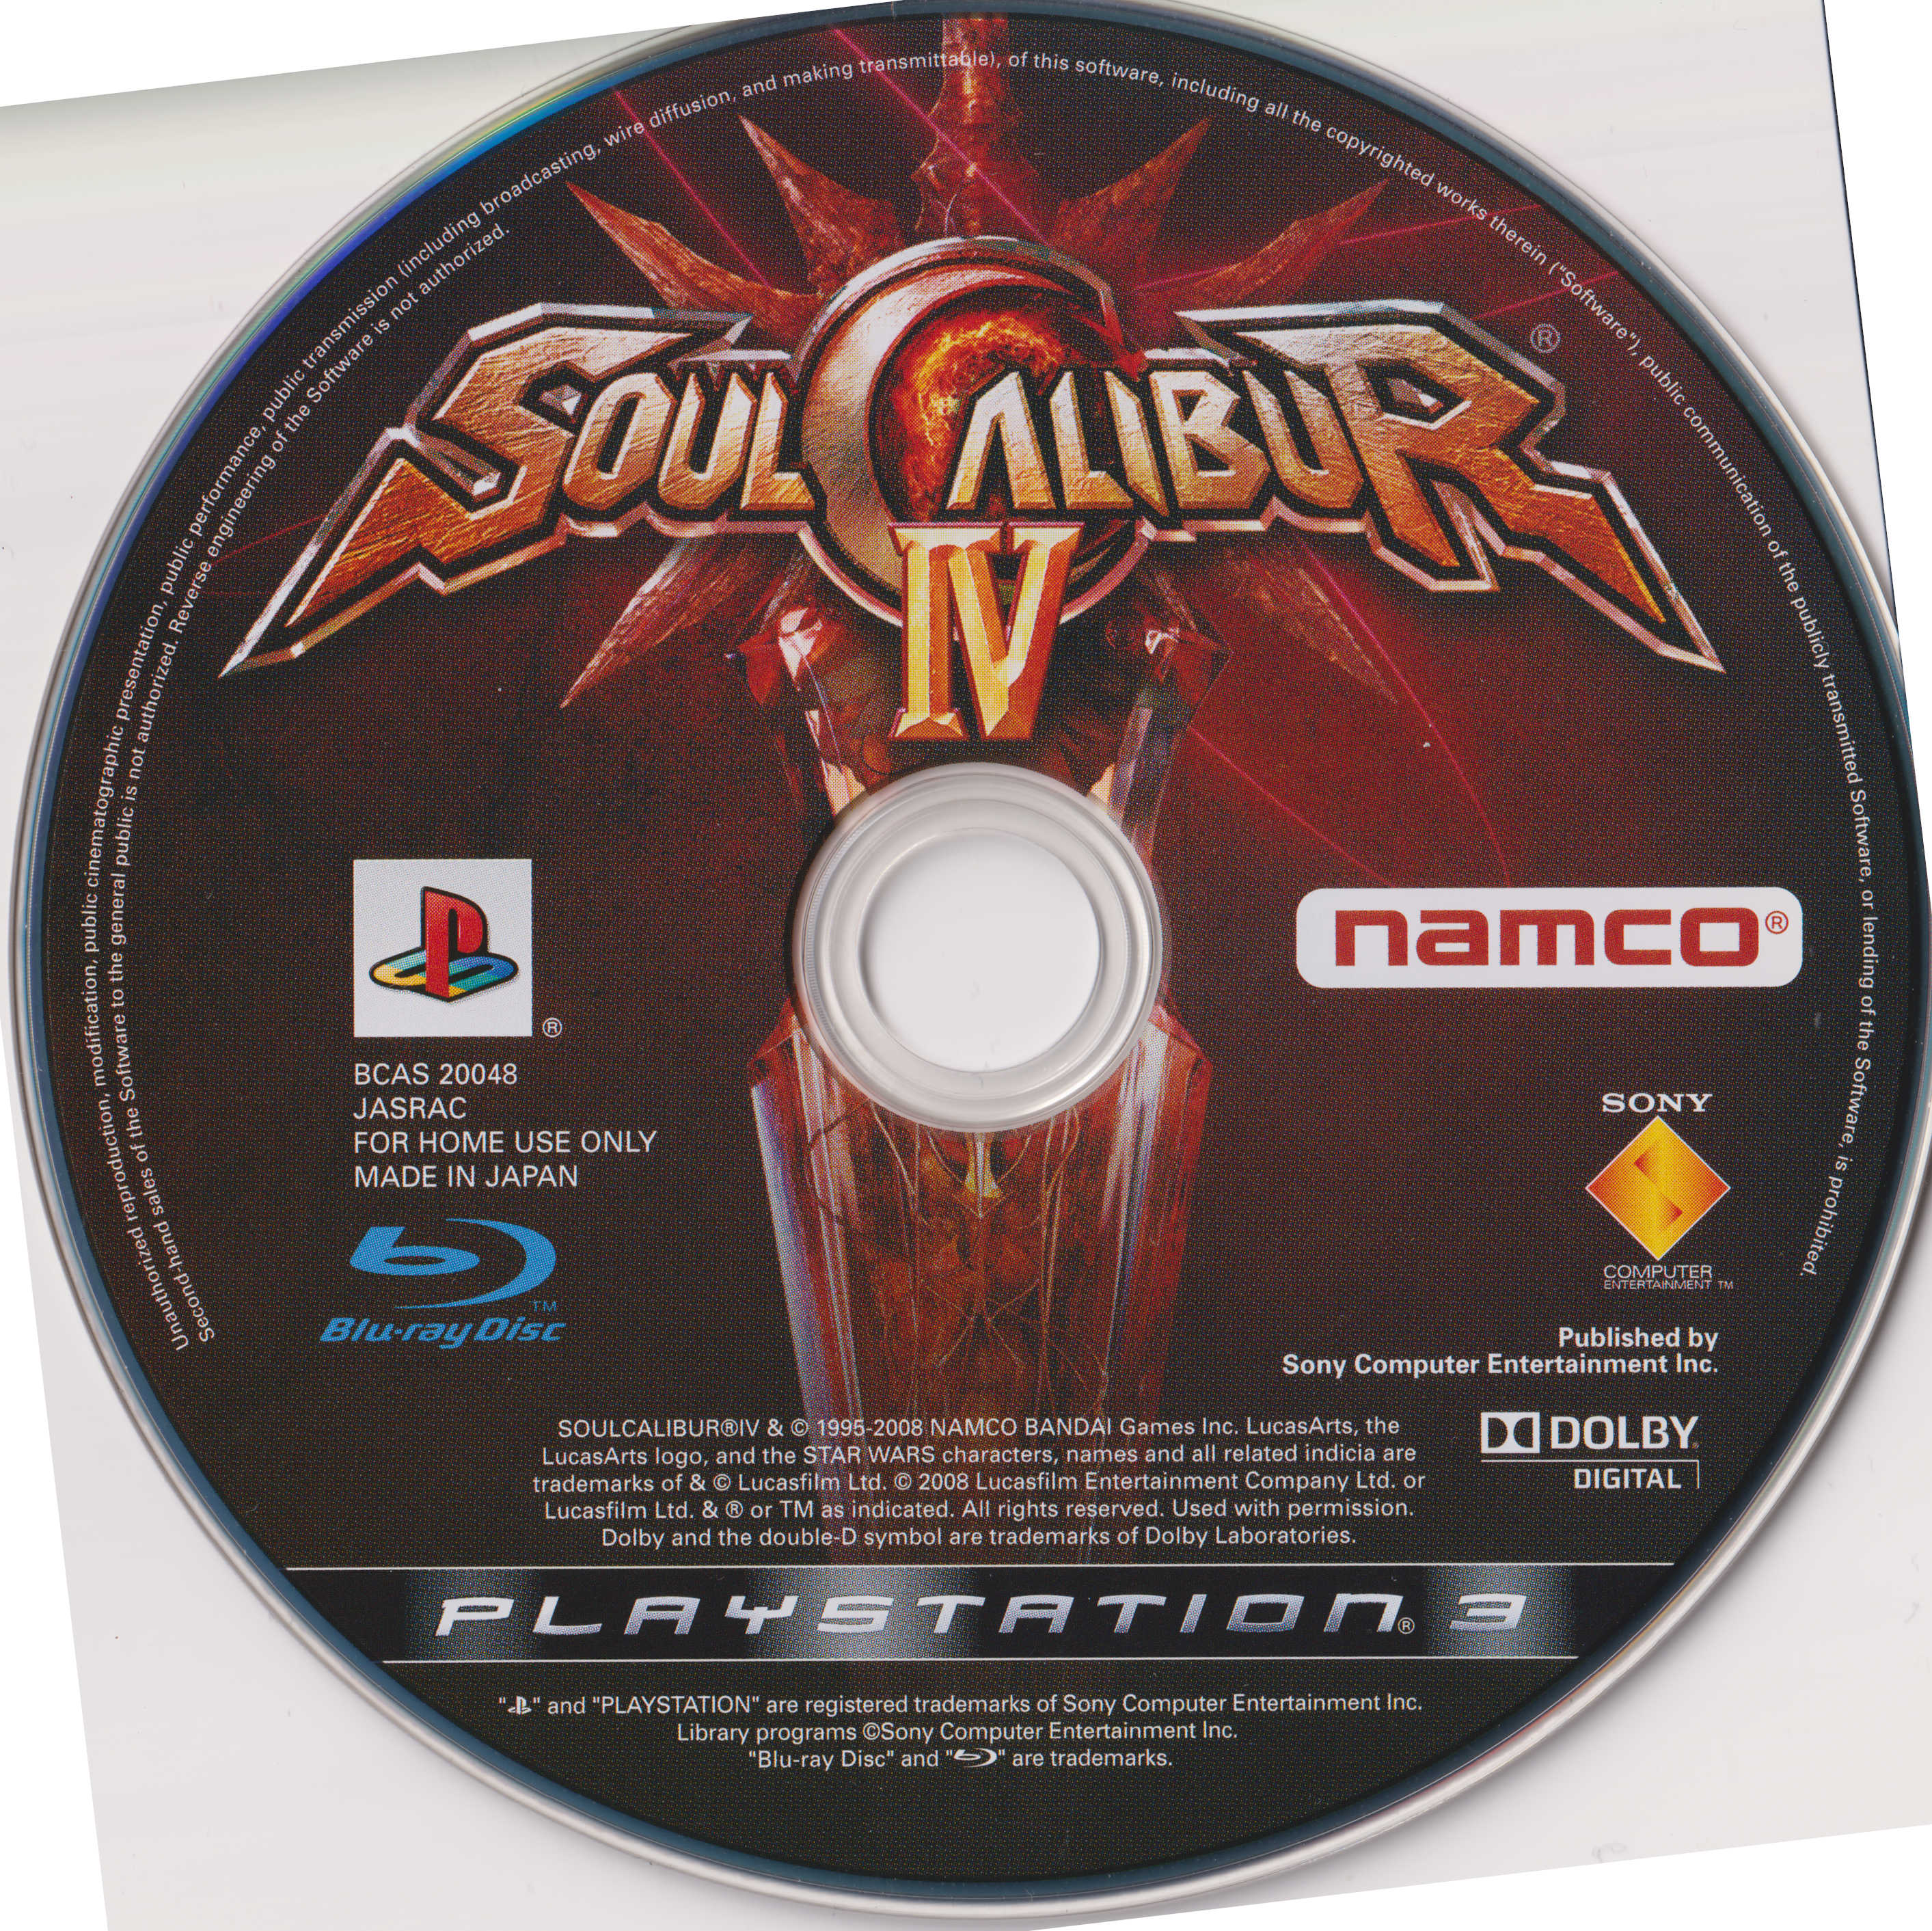 Unauthorized reproduction, modification, public cinematographic presentation, public performance, public transmission (including broadcasting, wire diffusion, and making transmittable), of this software, including all the copyrighted works therein ("Software"), public communication of the publicly transmitted Software, or lending of the Software, is prohibited.
Second-hand sales of the Software to the general public is not authorized. Reverse engineering of the Software is not authorized.
SOULCALIBUR®
IV
®
namco®
BCAS 20048
JASRAC
FOR HOME USE ONLY
MADE IN JAPAN
SONY
COMPUTER
ENTERTAINMENT TM
TM
Blu-ray Disc
Published by
Sony Computer Entertainment Inc.
SOULCALIBUR®IV & © 1995-2008 NAMCO BANDAI Games Inc. LucasArts, the
LucasArts logo, and the STAR WARS characters, names and all related indicia are
trademarks of & © Lucasfilm Ltd. © 2008 Lucasfilm Entertainment Company Ltd. or
Lucasfilm Ltd. & ® or TM as indicated. All rights reserved. Used with permission.
Dolby and the double-D symbol are trademarks of Dolby Laboratories.
DOLBY®
DIGITAL
PLAYSTATION® 3
"" and "PLAYSTATION" are registered trademarks of Sony Computer Entertainment Inc.
Library programs ©Sony Computer Entertainment Inc.
"Blu-ray Disc" and "" are trademarks.